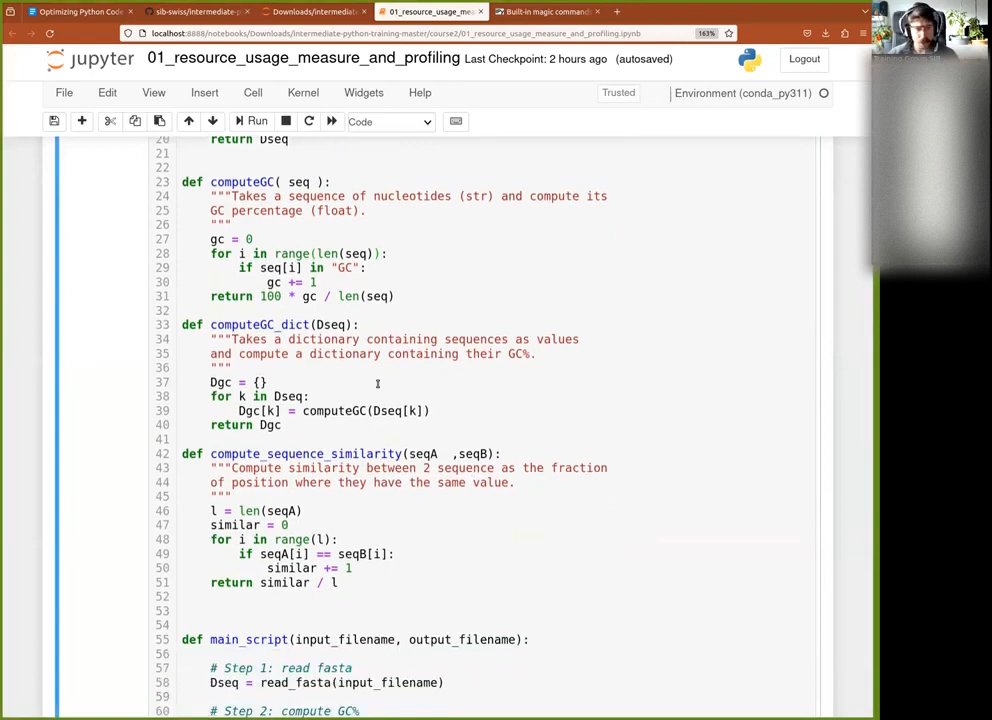 Optimizing Python Code
sib-swiss/intermediate-p
Downloads/intermediate
01_resource_usage_mea
Built-in magic command
localhost:8888/notebooks/Downloads/intermediate-python-training-master/course2/01_resource_usage_measure_and_profiling.ipynb
163%
jupyter 01_resource_usage_measure_and_profiling Last Checkpoint: 2 hours ago (autosaved)
Logout
File Edit View Insert Cell Kernel Widgets Help
Trusted
Environment (conda_py311)
Run
Code
20 return Dseq
21
22
23 def computeGC( seq ):
24 """Takes a sequence of nucleotides (str) and compute its
25 GC percentage (float).
26 """
27 gc = 0
28 for i in range(len(seq)):
29 if seq[i] in "GC":
30 gc += 1
31 return 100 * gc / len(seq)
32
33 def computeGC_dict(Dseq):
34 """Takes a dictionary containing sequences as values
35 and compute a dictionary containing their GC%.
36 """
37 Dgc = {}
38 for k in Dseq:
39 Dgc[k] = computeGC(Dseq[k])
40 return Dgc
41
42 def compute_sequence_similarity(seqA ,seqB):
43 """Compute similarity between 2 sequence as the fraction
44 of position where they have the same value.
45 """
46 l = len(seqA)
47 similar = 0
48 for i in range(l):
49 if seqA[i] == seqB[i]:
50 similar += 1
51 return similar / l
52
53
54
55 def main_script(input_filename, output_filename):
56
57 # Step 1: read fasta
58 Dseq = read_fasta(input_filename)
59
60 # Step 2: compute GC%